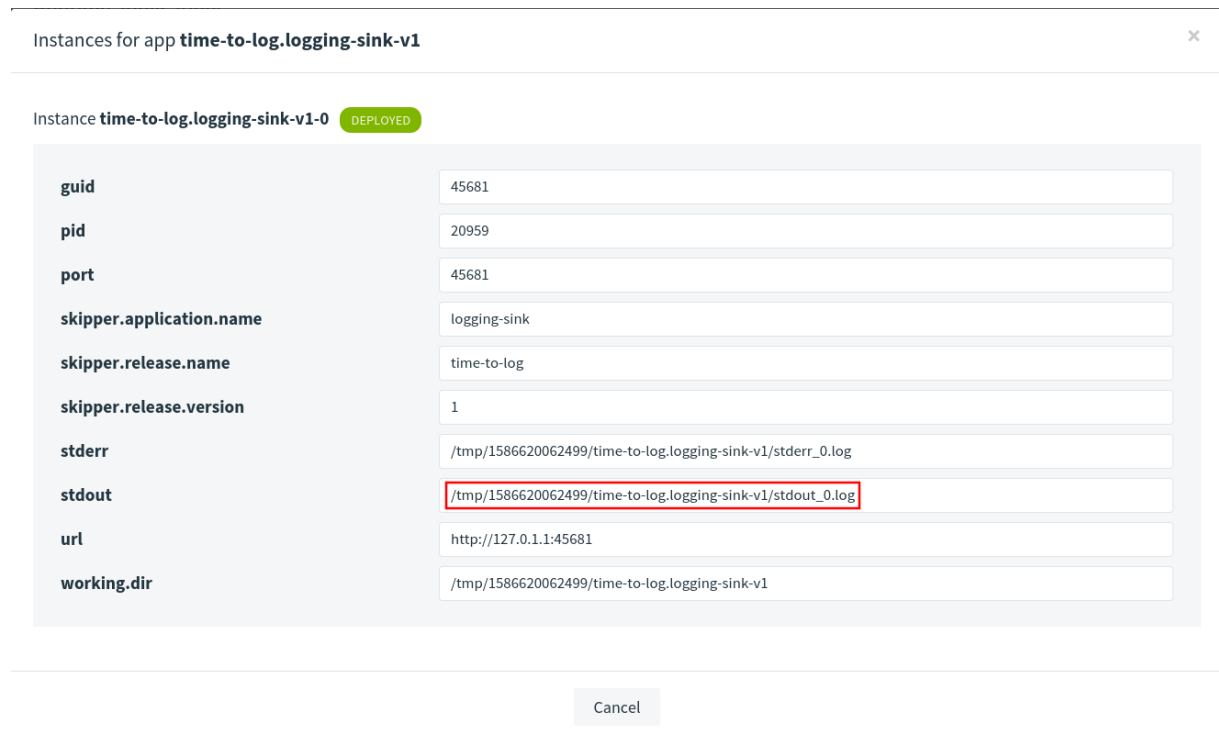 Instances for app time-to-log.logging-sink-v1 ×
Instance time-to-log.logging-sink-v1-0 DEPLOYED
guid 45681
pid 20959
port 45681
skipper.application.name logging-sink
skipper.release.name time-to-log
skipper.release.version 1
stderr /tmp/1586620062499/time-to-log.logging-sink-v1/stderr_0.log
stdout /tmp/1586620062499/time-to-log.logging-sink-v1/stdout_0.log
url http://127.0.1.1:45681
working.dir /tmp/1586620062499/time-to-log.logging-sink-v1
Cancel